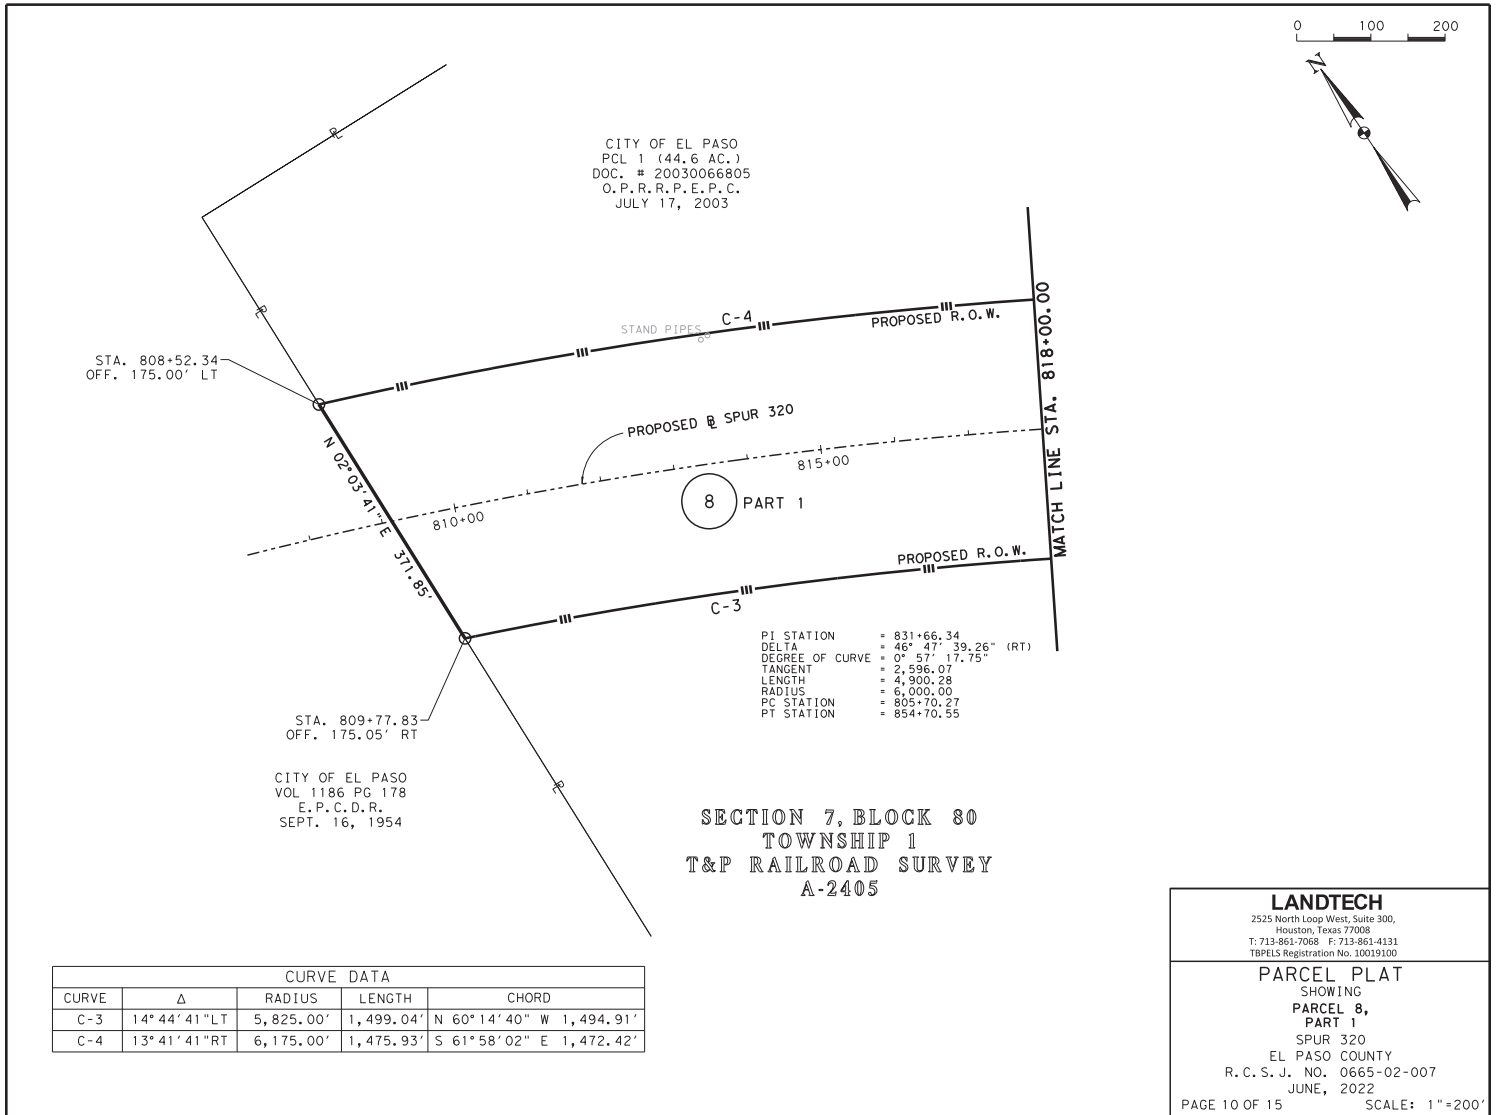 0 100 200
N
CITY OF EL PASO
PCL 1 (44.6 AC.)
DOC. # 20030066805
O.P.R.R.P.E.P.C.
JULY 17, 2003
PL
PL
STA. 808+52.34
OFF. 175.00' LT
STAND PIPES
C-4
PROPOSED R.O.W.
MATCH LINE STA. 818+00.00
N 02°03'41" E 371.85'
PROPOSED BL SPUR 320
810+00
815+00
8 PART 1
PROPOSED R.O.W.
C-3
PI STATION = 831+66.34
DELTA = 46° 47' 39.26" (RT)
DEGREE OF CURVE = 0° 57' 17.75"
TANGENT = 2,596.07
LENGTH = 4,900.28
RADIUS = 6,000.00
PC STATION = 805+70.27
PT STATION = 854+70.55
STA. 809+77.83
OFF. 175.05' RT
CITY OF EL PASO
VOL 1186 PG 178
E.P.C.D.R.
SEPT. 16, 1954
PL
SECTION 7, BLOCK 80
TOWNSHIP 1
T&P RAILROAD SURVEY
A-2405
CURVE DATA
CURVE Δ RADIUS LENGTH CHORD
C-3 14°44'41"LT 5,825.00' 1,499.04' N 60°14'40" W 1,494.91'
C-4 13°41'41"RT 6,175.00' 1,475.93' S 61°58'02" E 1,472.42'
LANDTECH
2525 North Loop West, Suite 300,
Houston, Texas 77008
T: 713-861-7068 F: 713-861-4131
TBPELS Registration No. 10019100
PARCEL PLAT
SHOWING
PARCEL 8,
PART 1
SPUR 320
EL PASO COUNTY
R.C.S.J. NO. 0665-02-007
JUNE, 2022
PAGE 10 OF 15 SCALE: 1"=200'